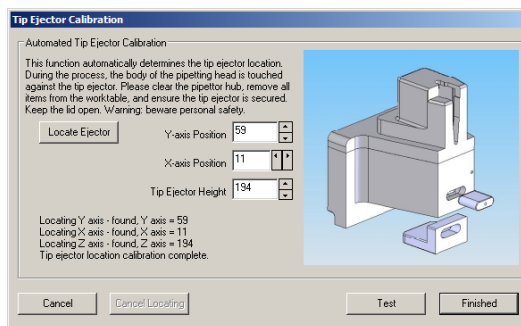 Tip Ejector Calibration
Automated Tip Ejector Calibration
This function automatically determines the tip ejector location.
During the process, the body of the pipetting head is touched
against the tip ejector. Please clear the pipettor hub, remove all
items from the worktable, and ensure the tip ejector is secured.
Keep the lid open. Warning: beware personal safety.
Locate Ejector
Y-axis Position 59
X-axis Position 11
Tip Ejector Height 194
Locating Y axis - found, Y axis = 59
Locating X axis - found, X axis = 11
Locating Z axis - found, Z axis = 194
Tip ejector location calibration complete.
Cancel Cancel Locating Test Finished